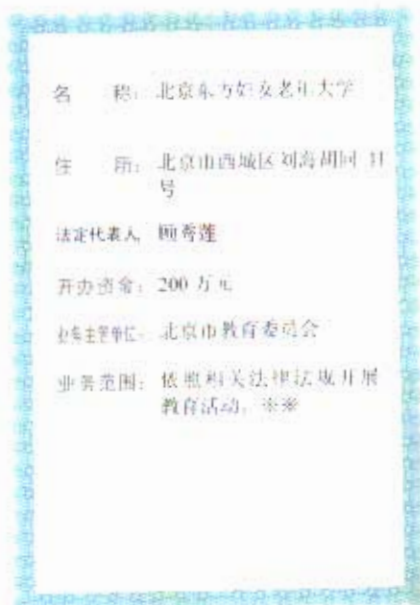 名 称：北京东方妇女老年大学
住 所：北京市西城区刘海胡同 11
号
法定代表人：顾秀莲
开办资金：200 万元
业务主管单位：北京市教育委员会
业务范围：依照相关法律法规开展
教育活动。※※